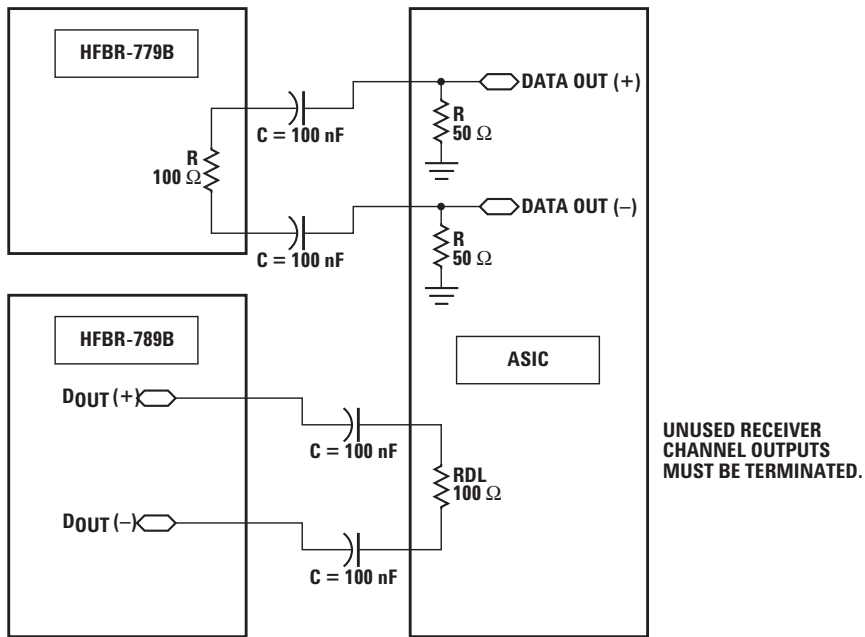 HFBR-779B
R
100 Ω
C = 100 nF
C = 100 nF
DATA OUT (+)
R
50 Ω
DATA OUT (–)
R
50 Ω
HFBR-789B
DOUT (+)
DOUT (–)
C = 100 nF
C = 100 nF
RDL
100 Ω
ASIC
UNUSED RECEIVER
CHANNEL OUTPUTS
MUST BE TERMINATED.